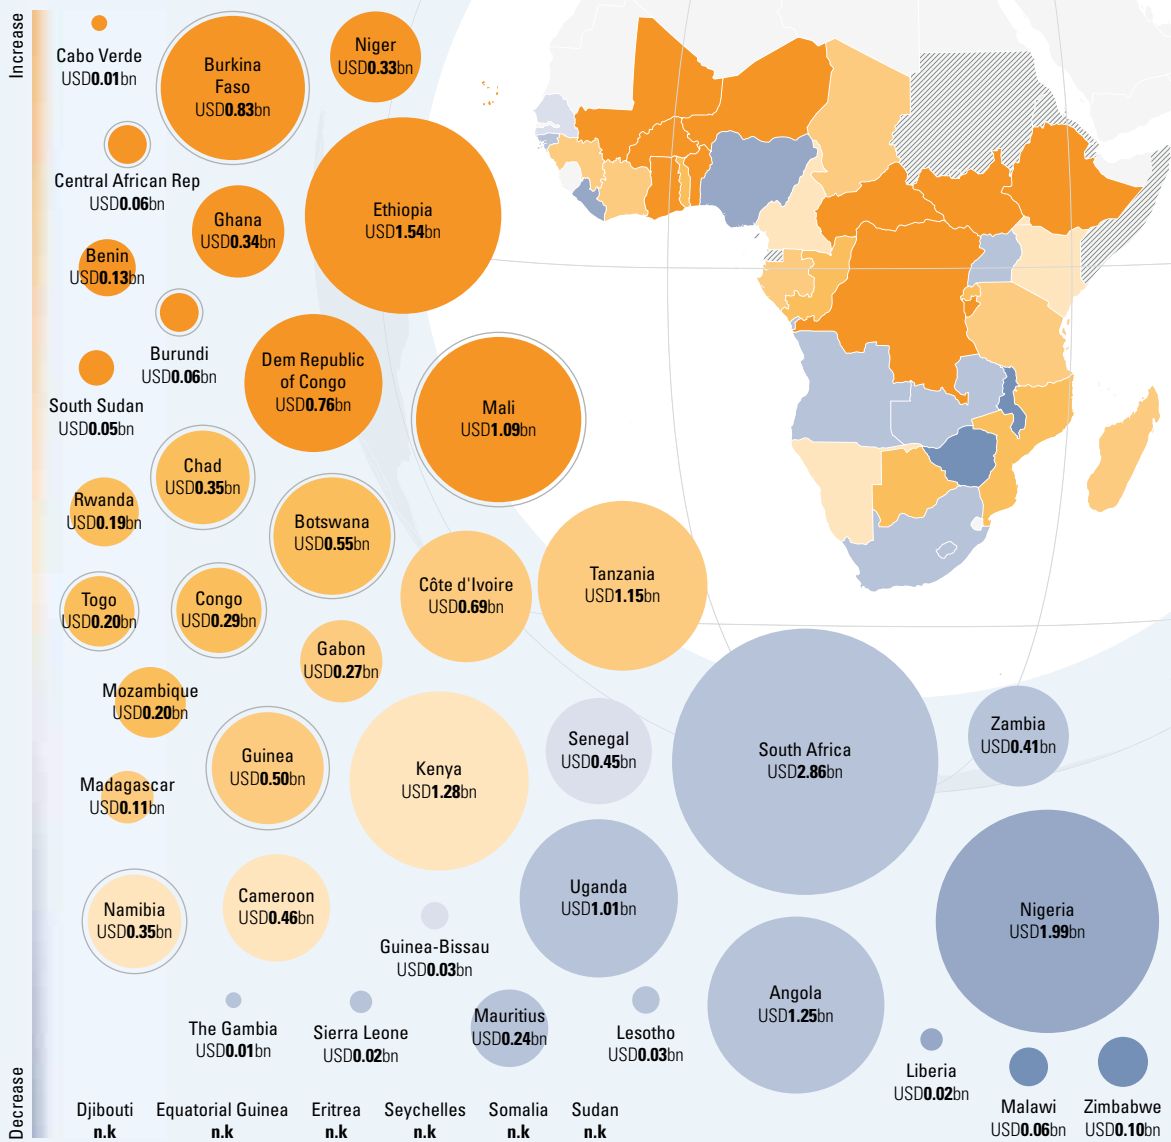 Increase
Cabo Verde
USD0.01bn
Burkina
Faso
USD0.83bn
Niger
USD0.33bn
Central African Rep
USD0.06bn
Ghana
USD0.34bn
Ethiopia
USD1.54bn
Benin
USD0.13bn
Burundi
USD0.06bn
Dem Republic
of Congo
USD0.76bn
South Sudan
USD0.05bn
Mali
USD1.09bn
Chad
USD0.35bn
Rwanda
USD0.19bn
Botswana
USD0.55bn
Côte d'Ivoire
USD0.69bn
Tanzania
USD1.15bn
Togo
USD0.20bn
Congo
USD0.29bn
Gabon
USD0.27bn
Mozambique
USD0.20bn
Guinea
USD0.50bn
Kenya
USD1.28bn
Senegal
USD0.45bn
South Africa
USD2.86bn
Zambia
USD0.41bn
Madagascar
USD0.11bn
Namibia
USD0.35bn
Cameroon
USD0.46bn
Guinea-Bissau
USD0.03bn
Uganda
USD1.01bn
Nigeria
USD1.99bn
The Gambia
USD0.01bn
Sierra Leone
USD0.02bn
Mauritius
USD0.24bn
Lesotho
USD0.03bn
Angola
USD1.25bn
Liberia
USD0.02bn
Malawi
USD0.06bn
Zimbabwe
USD0.10bn
Decrease
Djibouti
n.k
Equatorial Guinea
n.k
Eritrea
n.k
Seychelles
n.k
Somalia
n.k
Sudan
n.k